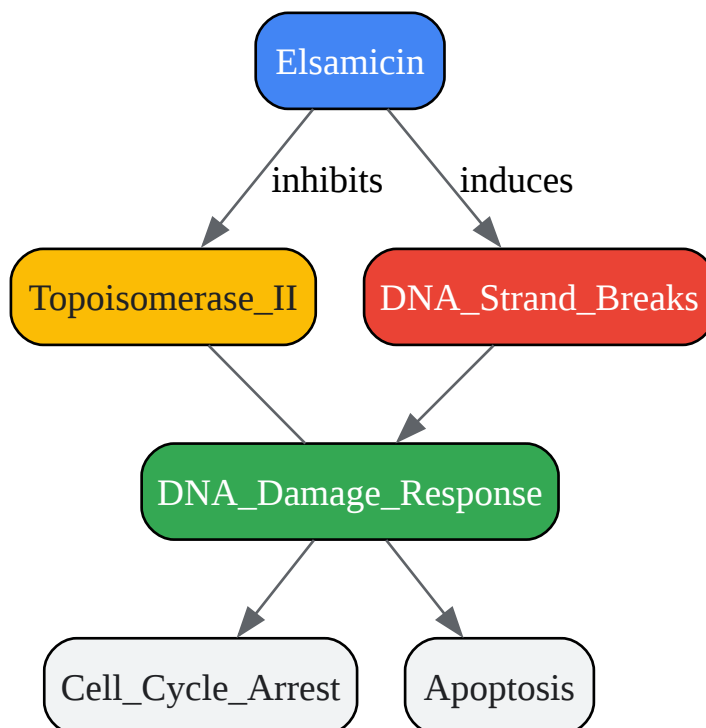 Elsamicin
inhibits
induces
Topoisomerase_II
DNA_Strand_Breaks
DNA_Damage_Response
Cell_Cycle_Arrest
Apoptosis